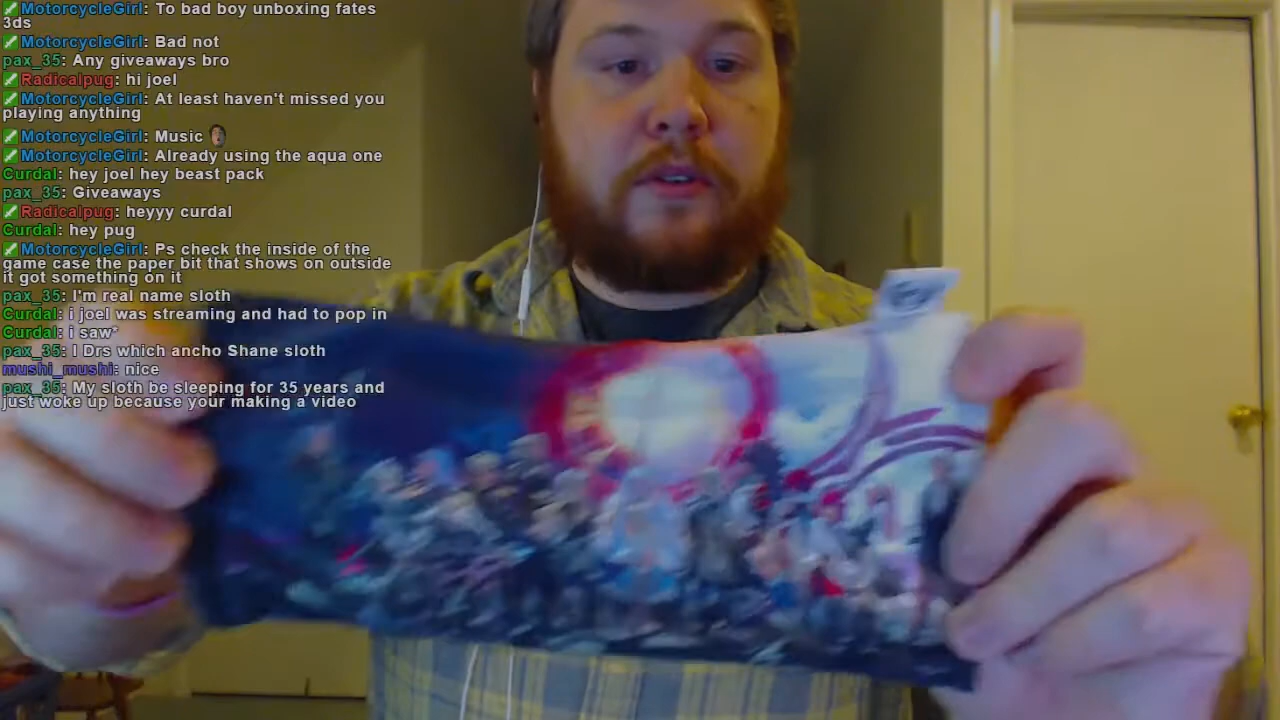 MotorcycleGirl: To bad boy unboxing fates
3ds
MotorcycleGirl: Bad not
pax_35: Any giveaways bro
Radicalpug: hi joel
MotorcycleGirl: At least haven't missed you
playing anything
MotorcycleGirl: Music
MotorcycleGirl: Already using the aqua one
Curdal: hey joel hey beast pack
pax_35: Giveaways
Radicalpug: heyyy curdal
Curdal: hey pug
MotorcycleGirl: Ps check the inside of the
game case the paper bit that shows on outside
it got something on it
pax_35: I'm real name sloth
Curdal: i joel was streaming and had to pop in
Curdal: i saw*
pax_35: I Drs which ancho Shane sloth
mushi_mushi: nice
pax_35: My sloth be sleeping for 35 years and
just woke up because your making a video